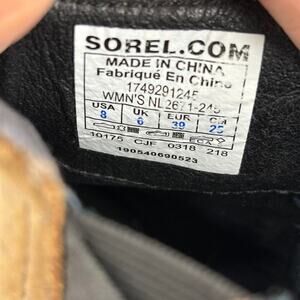 SOREL.COM
MADE IN CHINA
Fabriqué En Chine
1749291245
WMN'S NL2671-245
USA UK EUR CM
8 6 39 25
10175 CJF 0318 218
190540690523